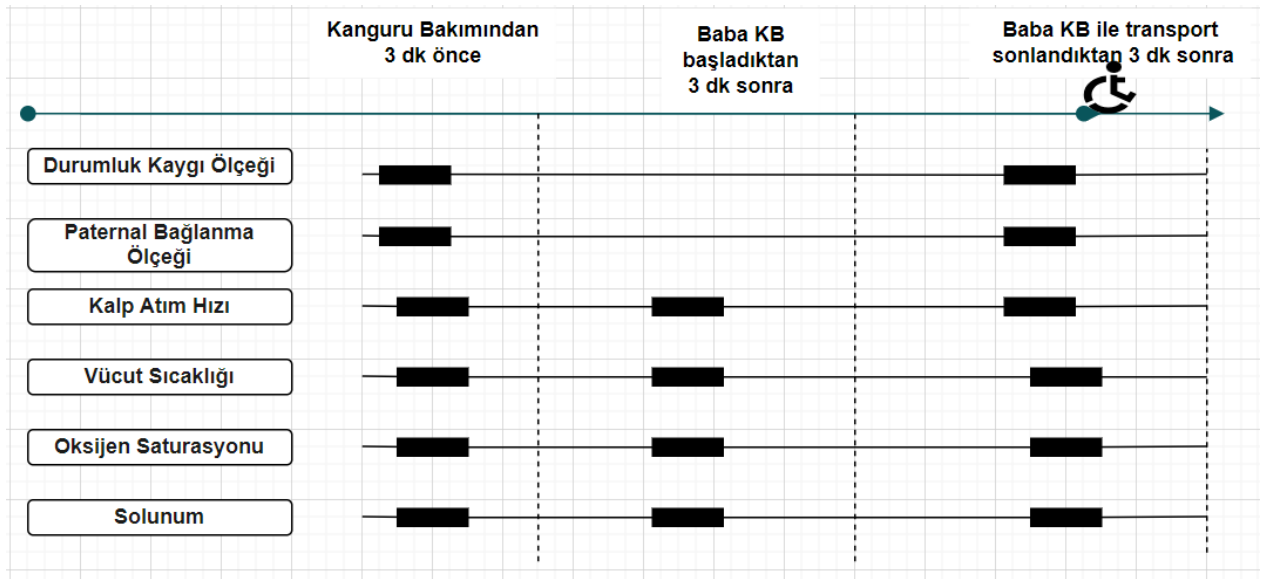 Kanguru Bakımından
3 dk önce
Baba KB
başladıktan
3 dk sonra
Baba KB ile transport
sonlandıktan 3 dk sonra
Durumluk Kaygı Ölçeği
Paternal Bağlanma
Ölçeği
Kalp Atım Hızı
Vücut Sıcaklığı
Oksijen Saturasyonu
Solunum